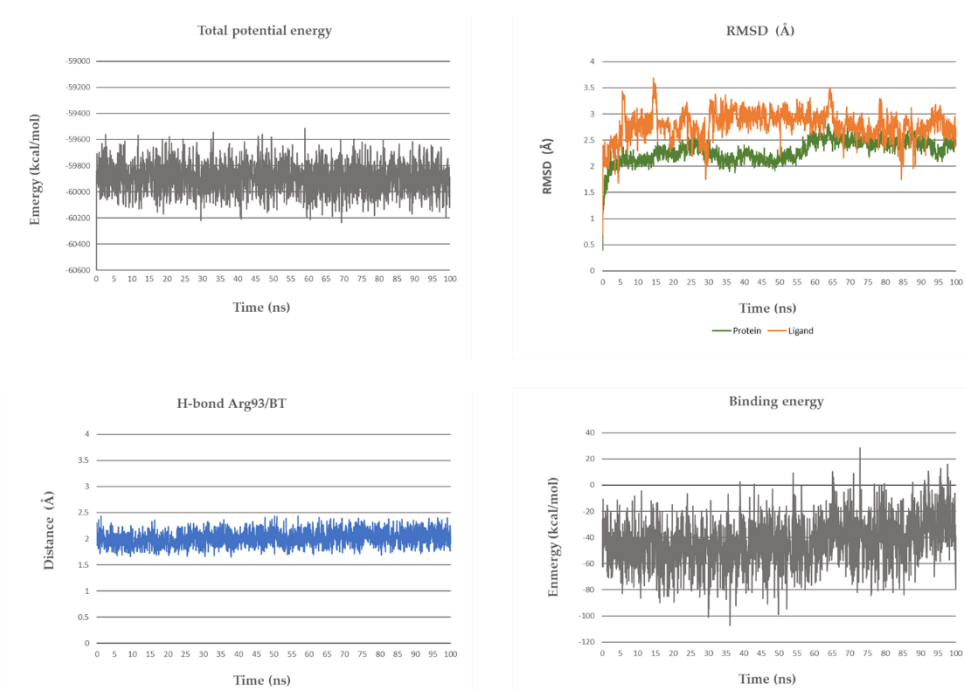 Total potential energy
Emergy (kcal/mol)
-59000
-59200
-59400
-59600
-59800
-60000
-60200
-60400
-60600
0 5 10 15 20 25 30 35 40 45 50 55 60 65 70 75 80 85 90 95 100
Time (ns)
RMSD (Å)
RMSD (Å)
4
3.5
3
2.5
2
1.5
1
0.5
0
0 5 10 15 20 25 30 35 40 45 50 55 60 65 70 75 80 85 90 95 100
Time (ns)
Protein Ligand
H-bond Arg93/BT
Distance (Å)
4
3.5
3
2.5
2
1.5
1
0.5
0
0 5 10 15 20 25 30 35 40 45 50 55 60 65 70 75 80 85 90 95 100
Time (ns)
Binding energy
Enmergy (kcal/mol)
40
20
0
-20
-40
-60
-80
-100
-120
0 5 10 15 20 25 30 35 40 45 50 55 60 65 70 75 80 85 90 95 100
Time (ns)